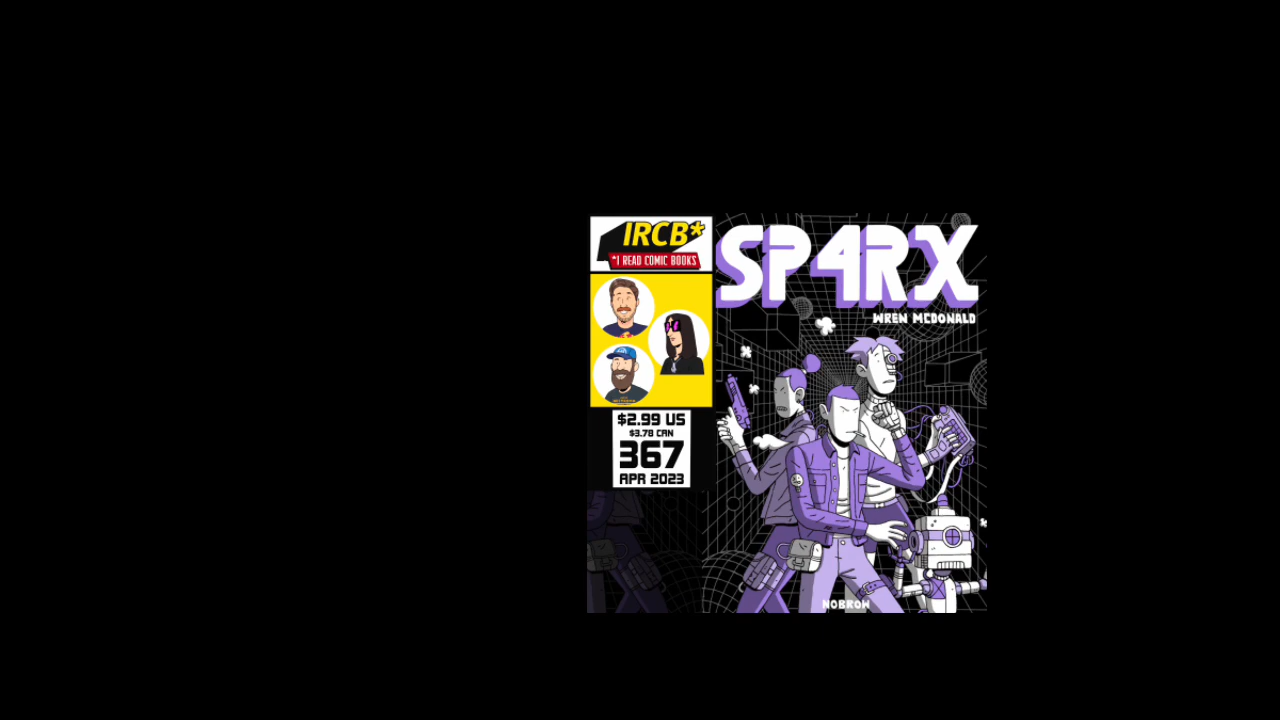 IRCB*
*I READ COMIC BOOKS
$2.99 US
$3.78 CAN
367
APR 2023
SP4RX
WREN MCDONALD
NOBROW